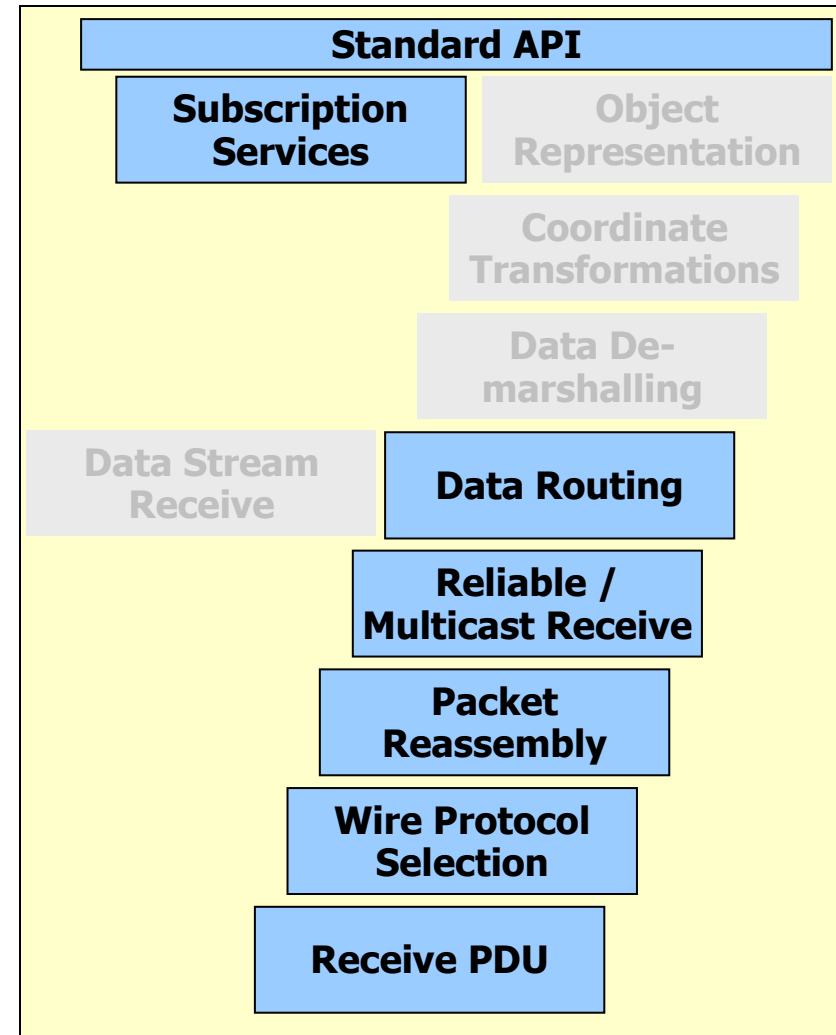 Standard API
Subscription
Services
Object
Representation
Coordinate
Transformations
Data De-
marshalling
Data Stream
Receive
Data Routing
Reliable /
Multicast Receive
Packet
Reassembly
Wire Protocol
Selection
Receive PDU